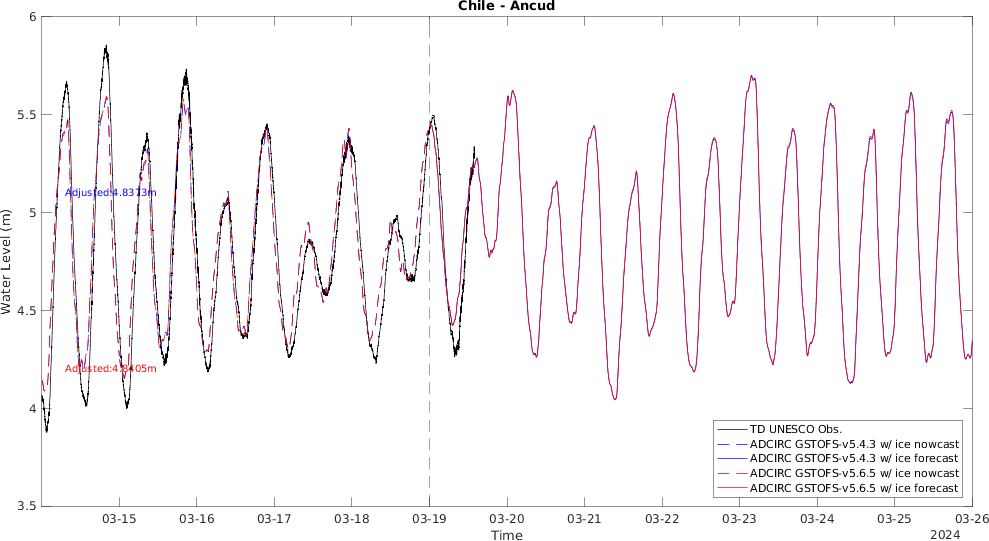 Chile - Ancud
6
5.5
5
4.5
4
3.5
Water Level (m)
Adjusted:4.8373m
Adjusted:4.8405m
TD UNESCO Obs.
ADCIRC GSTOFS-v5.4.3 w/ ice nowcast
ADCIRC GSTOFS-v5.4.3 w/ ice forecast
ADCIRC GSTOFS-v5.6.5 w/ ice nowcast
ADCIRC GSTOFS-v5.6.5 w/ ice forecast
03-15 03-16 03-17 03-18 03-19 03-20 03-21 03-22 03-23 03-24 03-25 03-26
Time
2024